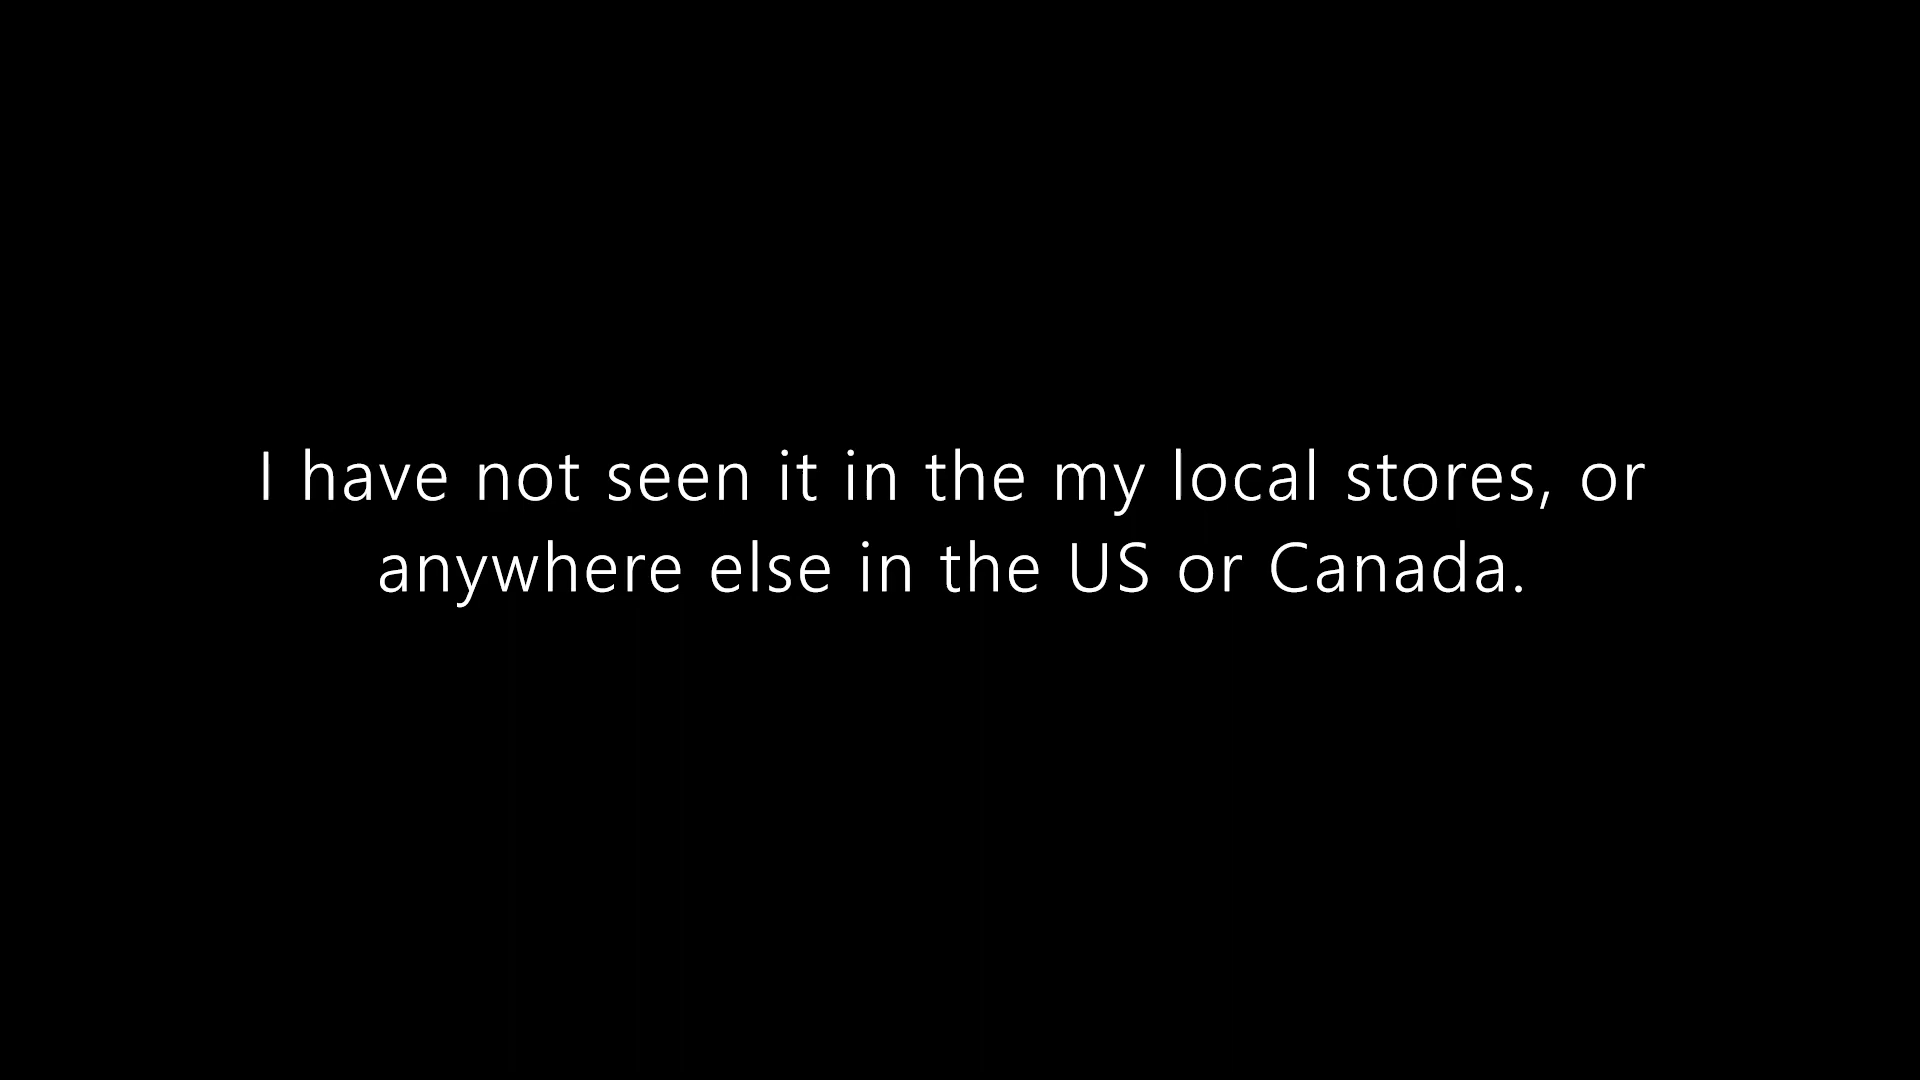 I have not seen it in the my local stores, or
anywhere else in the US or Canada.